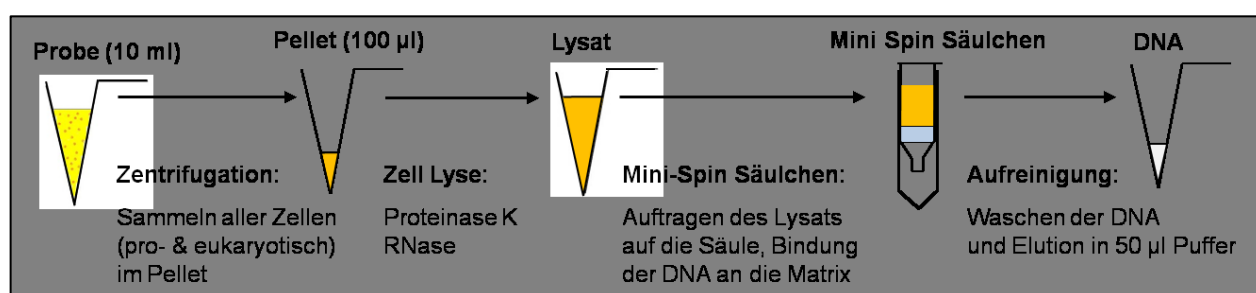 Probe (10 ml)
Pellet (100 µl)
Lysat
Mini Spin Säulchen
DNA
Zentrifugation:
Sammeln aller Zellen
(pro- & eukaryotisch)
im Pellet
Zell Lyse:
Proteinase K
RNase
Mini-Spin Säulchen:
Auftragen des Lysats
auf die Säule, Bindung
der DNA an die Matrix
Aufreinigung:
Waschen der DNA
und Elution in 50 µl Puffer